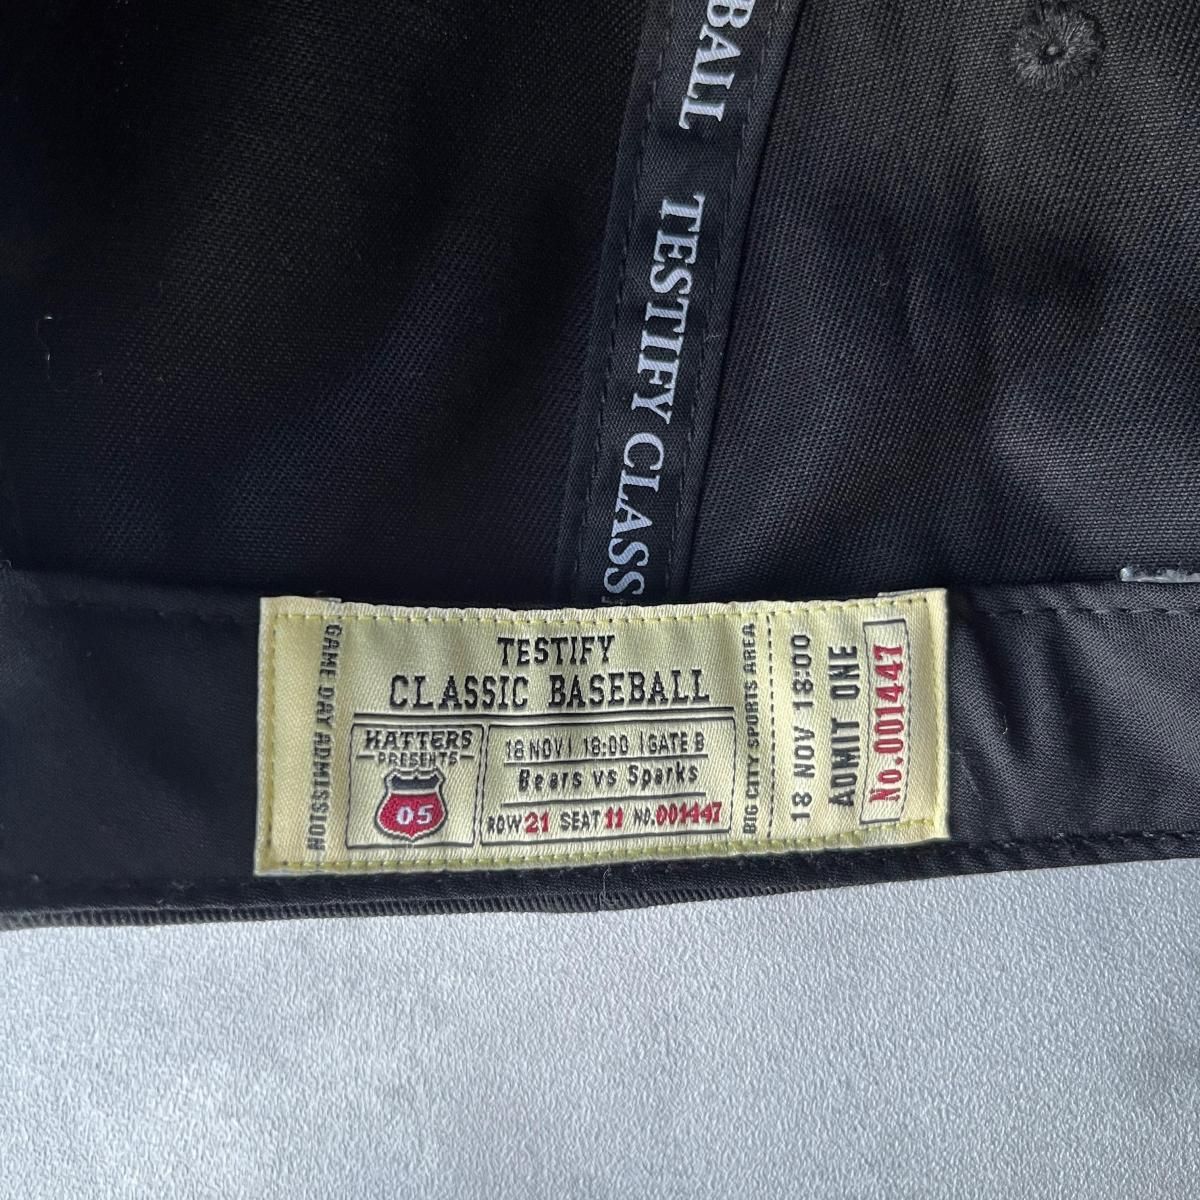 BALL TESTIFY CLASS
GAME DAY ADMISSION
TESTIFY
CLASSIC BASEBALL
HATTERS
PRESENTS
05
18 NOV | 18:00 | GATE B
Bears vs Sparks
ROW 21 SEAT 11 NO.001447
BIG CITY SPORTS AREA
18 NOV 18:00
ADMIT ONE
No.001447